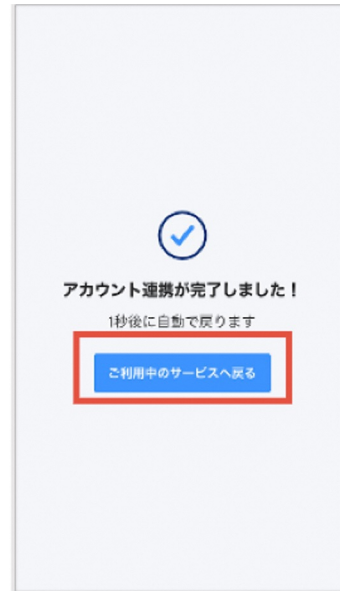 アカウント連携が完了しました！
1秒後に自動で戻ります
ご利用中のサービスへ戻る